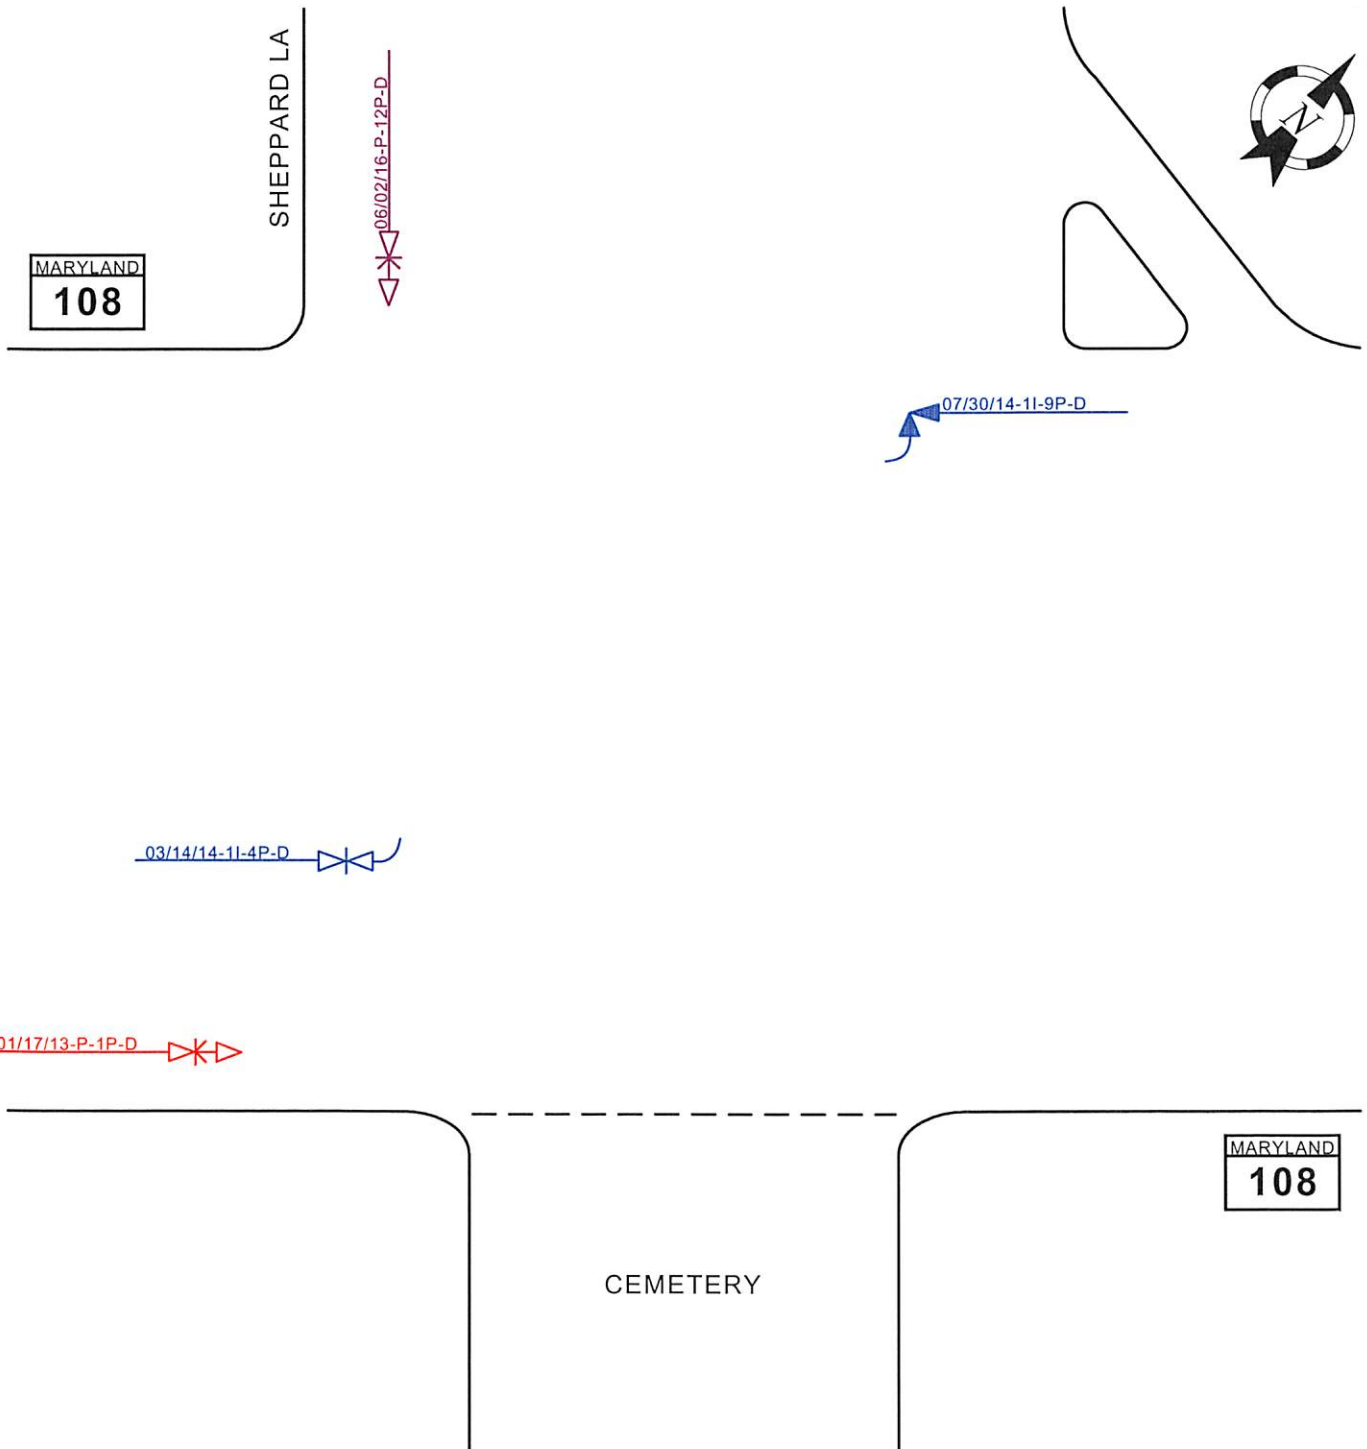 SHEPPARD LA
06/02/16-P-12P-D
N
MARYLAND
108
07/30/14-1I-9P-D
03/14/14-1I-4P-D
01/17/13-P-1P-D
MARYLAND
108
CEMETERY